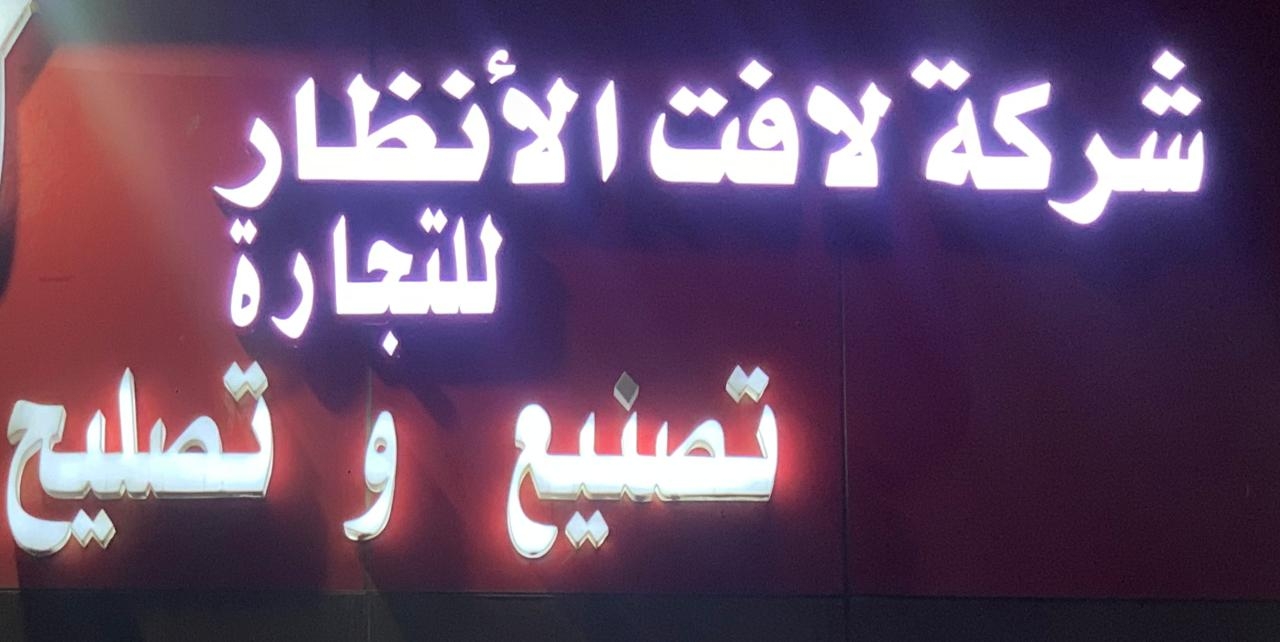 شركة لافت الأنظار
للتجارة
تصنيع و تصليح